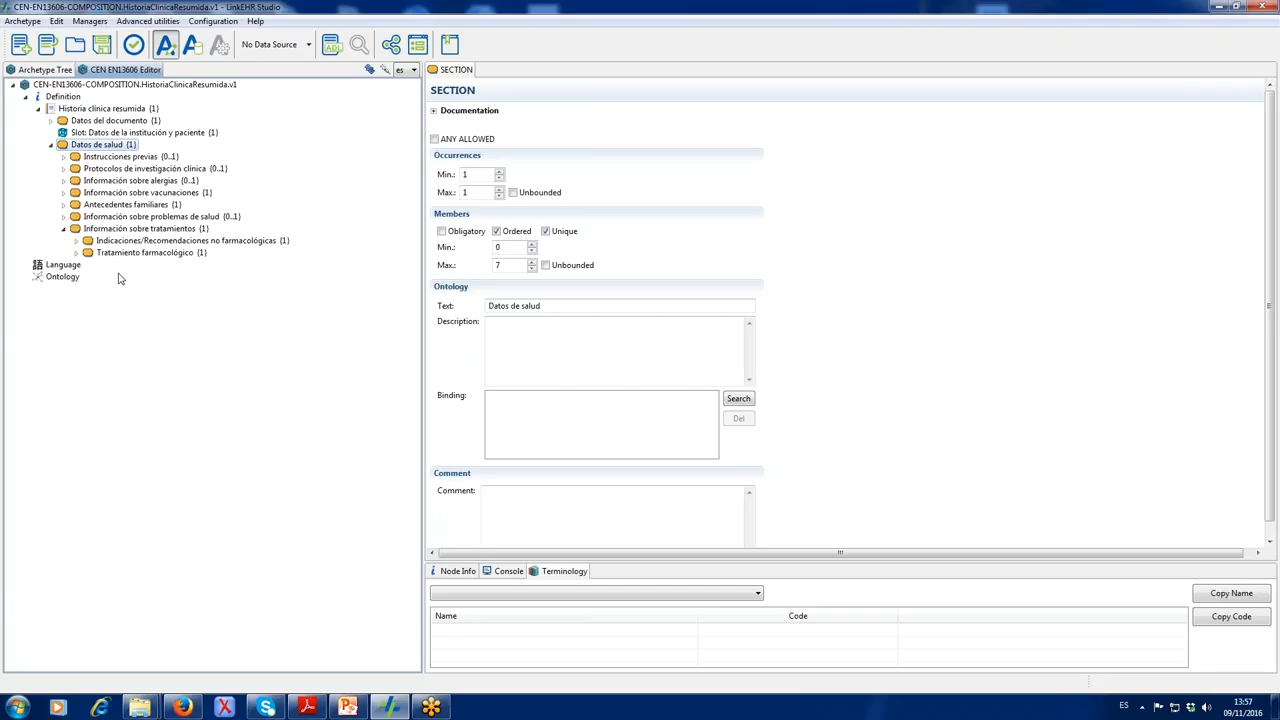 CEN-EN13606-COMPOSITION.HistoriaClinicaResumida.v1 - LinkEHR Studio
Archetype Edit Managers Advanced utilities Configuration Help
No Data Source
ADL
Archetype Tree CEN EN13606 Editor es
CEN-EN13606-COMPOSITION.HistoriaClinicaResumida.v1
Definition
Historia clínica resumida {1}
Datos del documento {1}
Slot: Datos de la institución y paciente {1}
Datos de salud {1}
Instrucciones previas {0..1}
Protocolos de investigación clínica {0..1}
Información sobre alergias {0..1}
Información sobre vacunaciones {1}
Antecedentes familiares {1}
Información sobre problemas de salud {0..1}
Información sobre tratamientos {1}
Indicaciones/Recomendaciones no farmacológicas {1}
Tratamiento farmacológico {1}
Language
Ontology
SECTION
SECTION
Documentation
ANY ALLOWED
Occurrences
Min.: 1
Max.: 1 Unbounded
Members
Obligatory Ordered Unique
Min.: 0
Max.: 7 Unbounded
Ontology
Text: Datos de salud
Description:
Binding:
Search
Del
Comment
Comment:
Node Info Console Terminology
Copy Name
Name Code
Copy Code
ES 13:57
09/11/2016